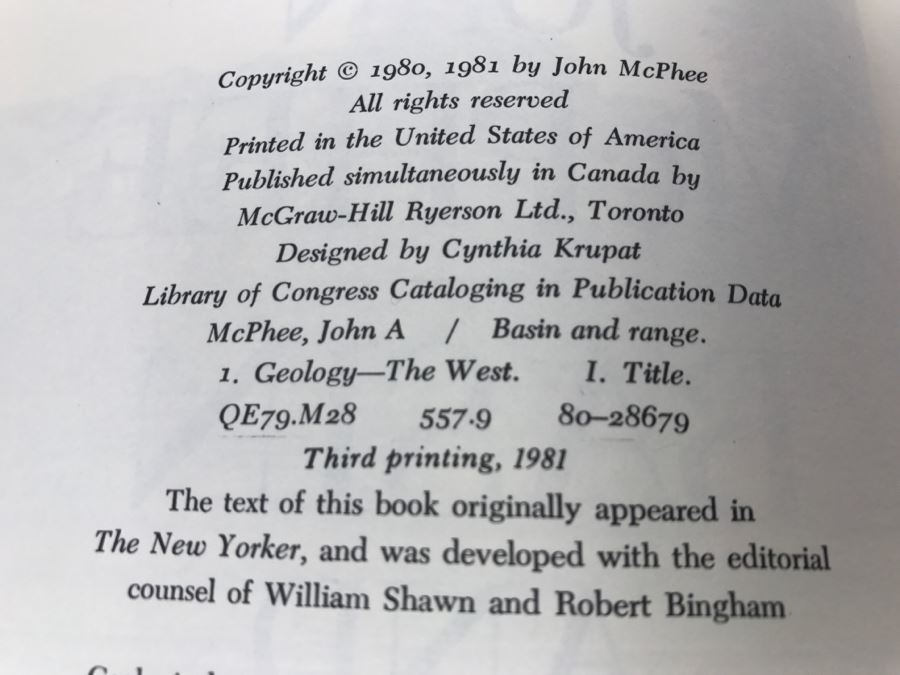 Copyright © 1980, 1981 by John McPhee
All rights reserved
Printed in the United States of America
Published simultaneously in Canada by
McGraw-Hill Ryerson Ltd., Toronto
Designed by Cynthia Krupat
Library of Congress Cataloging in Publication Data
McPhee, John A / Basin and range.
1. Geology—The West. I. Title.
QE79.M28 557.9 80–28679
Third printing, 1981
The text of this book originally appeared in
The New Yorker, and was developed with the editorial
counsel of William Shawn and Robert Bingham